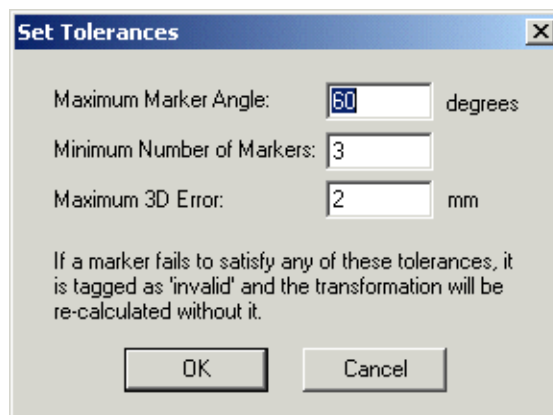 Set Tolerances
Maximum Marker Angle: 60 degrees
Minimum Number of Markers: 3
Maximum 3D Error: 2 mm
If a marker fails to satisfy any of these tolerances, it
is tagged as 'invalid' and the transformation will be
re-calculated without it.
OK Cancel